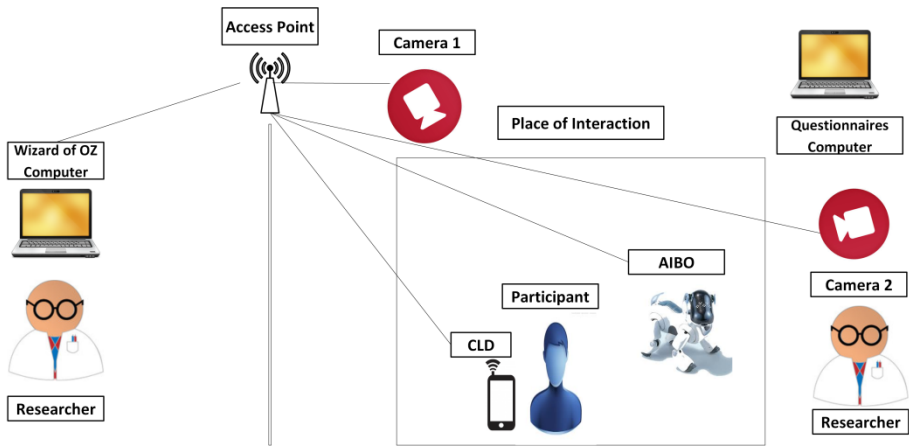 Access Point
Camera 1
Place of Interaction
Questionnaires
Computer
Wizard of OZ
Computer
AIBO
Camera 2
Participant
CLD
Researcher
Researcher